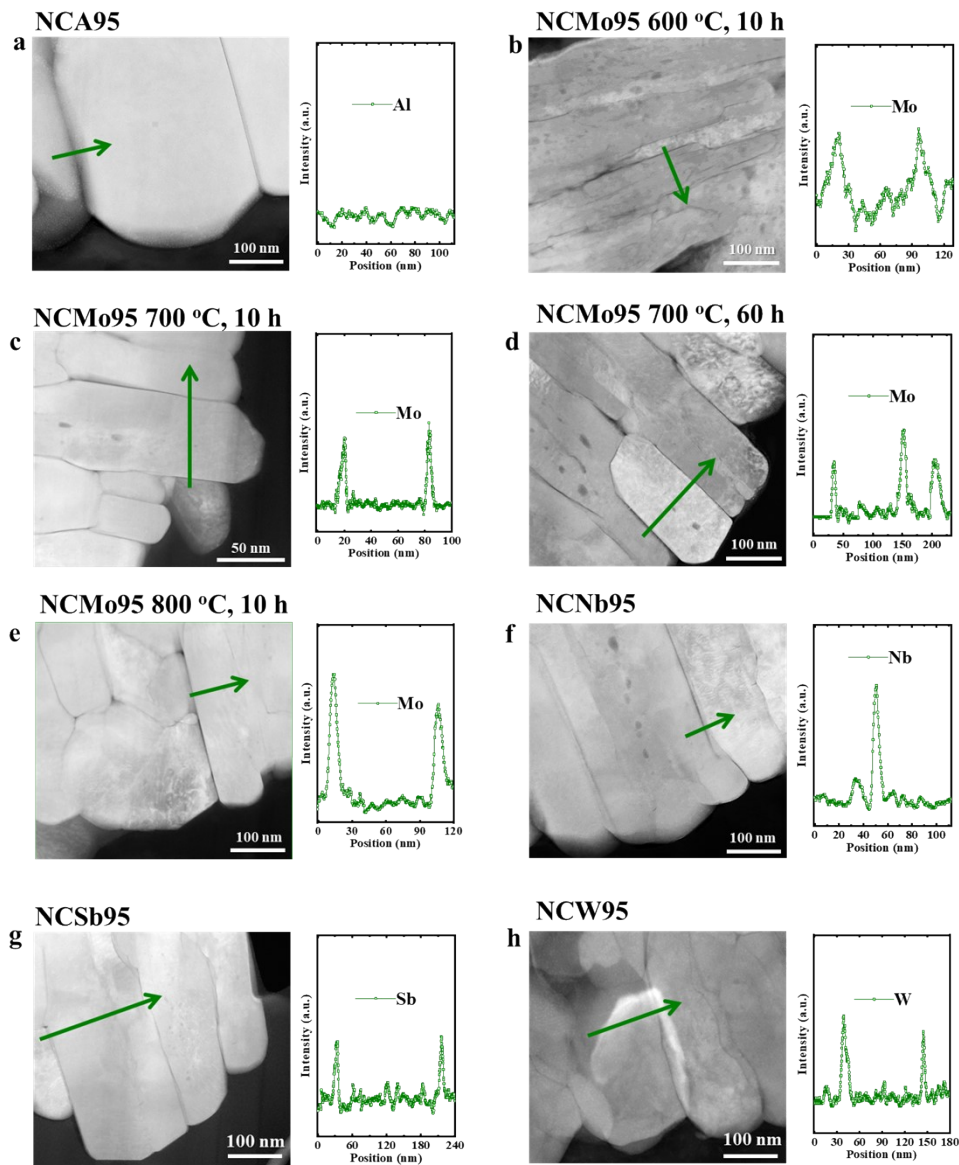 NCA95
a
100 nm
Intensity (a.u.)
Al
0 20 40 60 80 100
Position (nm)
NCMo95 600 °C, 10 h
b
100 nm
Intensity (a.u.)
Mo
0 30 60 90 120
Position (nm)
NCMo95 700 °C, 10 h
c
50 nm
Intensity (a.u.)
Mo
0 20 40 60 80 100
Position (nm)
NCMo95 700 °C, 60 h
d
100 nm
Intensity (a.u.)
Mo
0 50 100 150 200
Position (nm)
NCMo95 800 °C, 10 h
e
100 nm
Intensity (a.u.)
Mo
0 30 60 90 120
Position (nm)
NCNb95
f
100 nm
Intensity (a.u.)
Nb
0 20 40 60 80 100
Position (nm)
NCSb95
g
100 nm
Intensity (a.u.)
Sb
0 60 120 180 240
Position (nm)
NCW95
h
100 nm
Intensity (a.u.)
W
0 30 60 90 120 150 180
Position (nm)